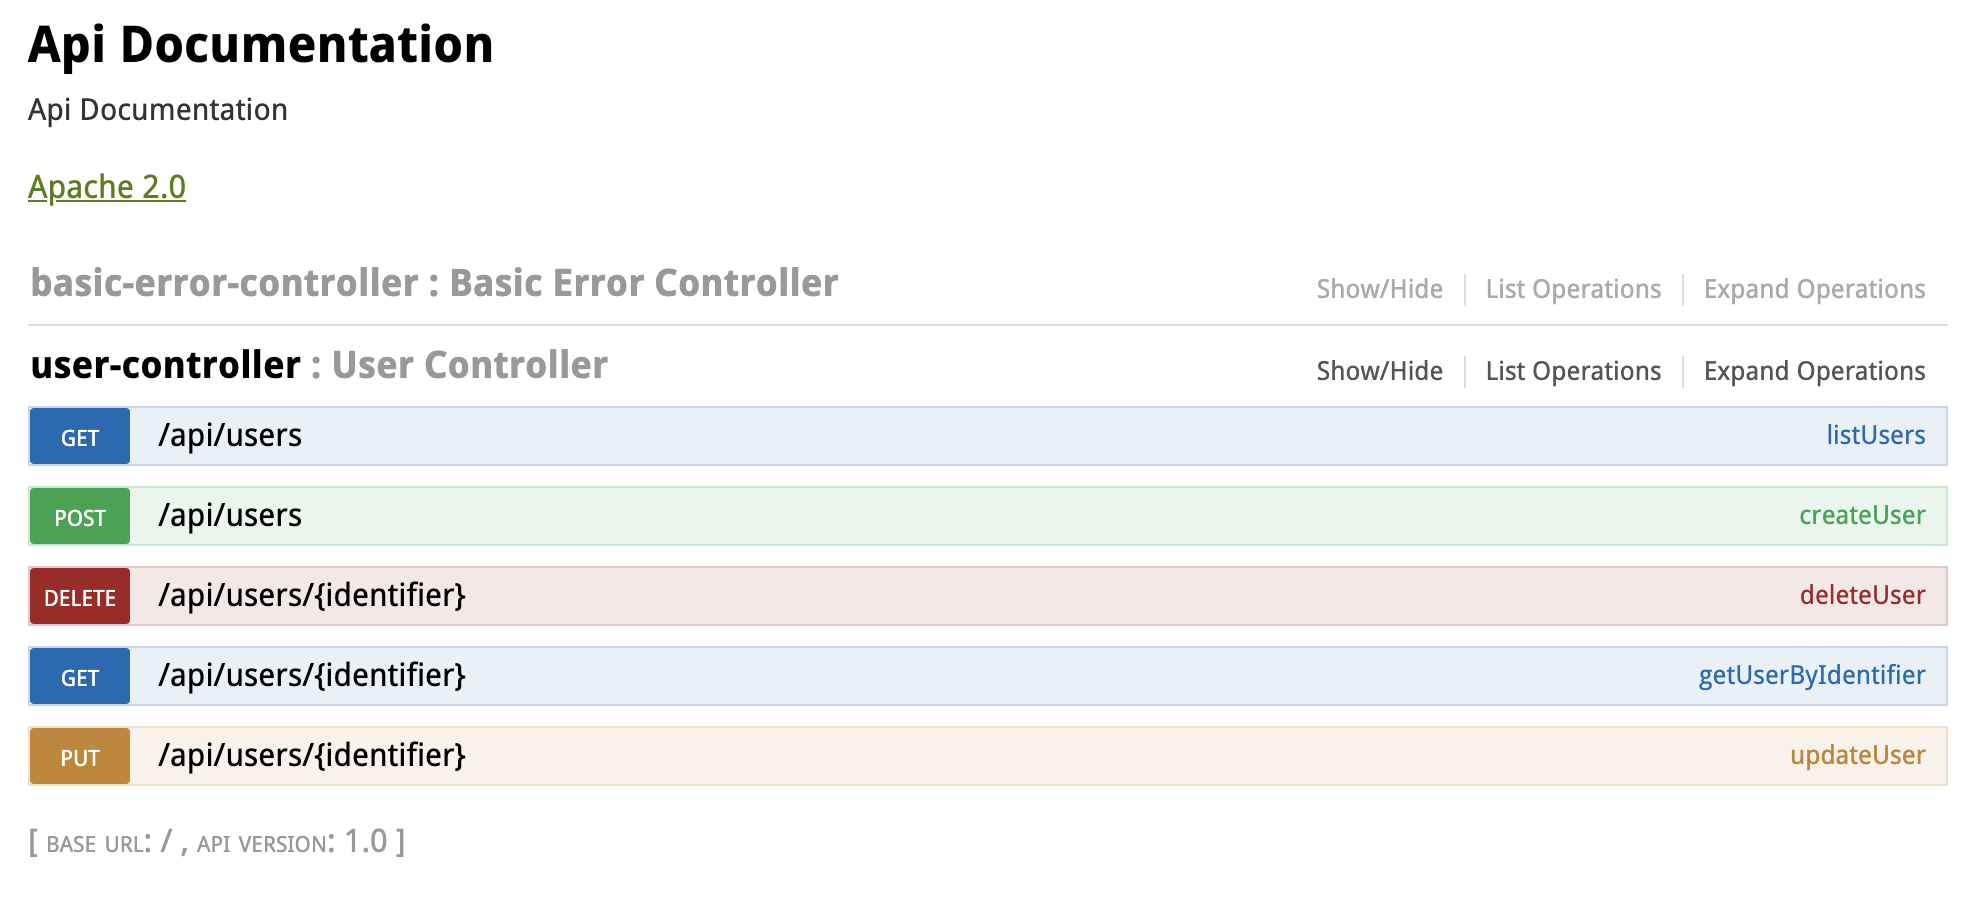 Api Documentation
Api Documentation
Apache 2.0
basic-error-controller : Basic Error Controller Show/Hide List Operations Expand Operations
user-controller : User Controller Show/Hide List Operations Expand Operations
GET /api/users listUsers
POST /api/users createUser
DELETE /api/users/{identifier} deleteUser
GET /api/users/{identifier} getUserByIdentifier
PUT /api/users/{identifier} updateUser
[ BASE URL: / , API VERSION: 1.0 ]